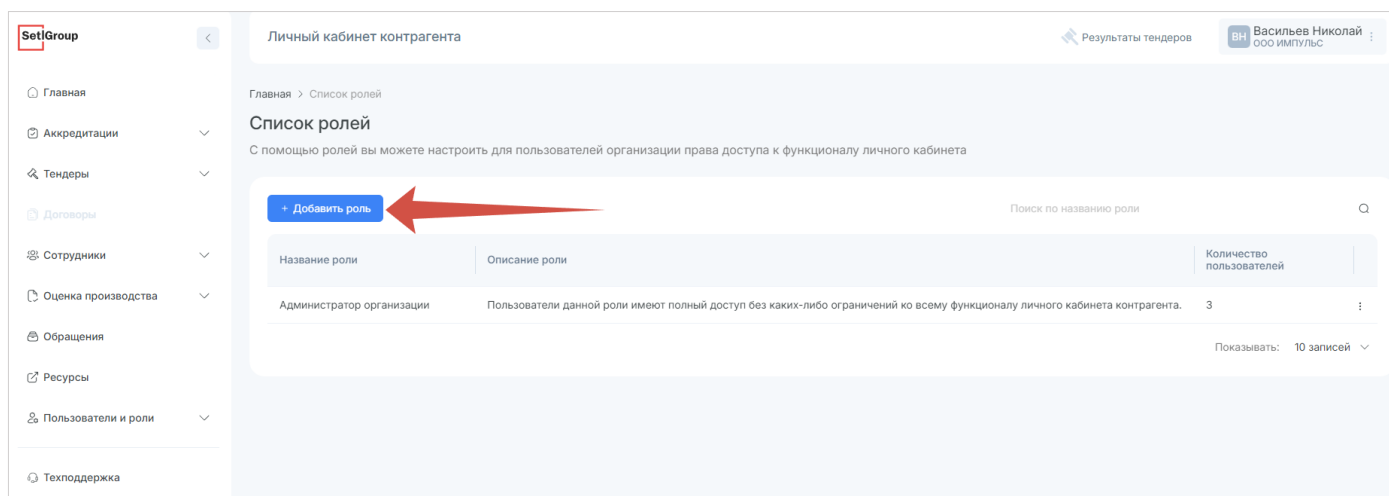 SetlGroup
Личный кабинет контрагента
Результаты тендеров
ВН
Васильев Николай
ООО ИМПУЛЬС
Главная
Аккредитации
Тендеры
Договоры
Сотрудники
Оценка производства
Обращения
Ресурсы
Пользователи и роли
Техподдержка
Главная > Список ролей
Список ролей
С помощью ролей вы можете настроить для пользователей организации права доступа к функционалу личного кабинета
+ Добавить роль
Поиск по названию роли
Название роли
Описание роли
Количество
пользователей
Администратор организации
Пользователи данной роли имеют полный доступ без каких-либо ограничений ко всему функционалу личного кабинета контрагента.
3
Показывать: 10 записей